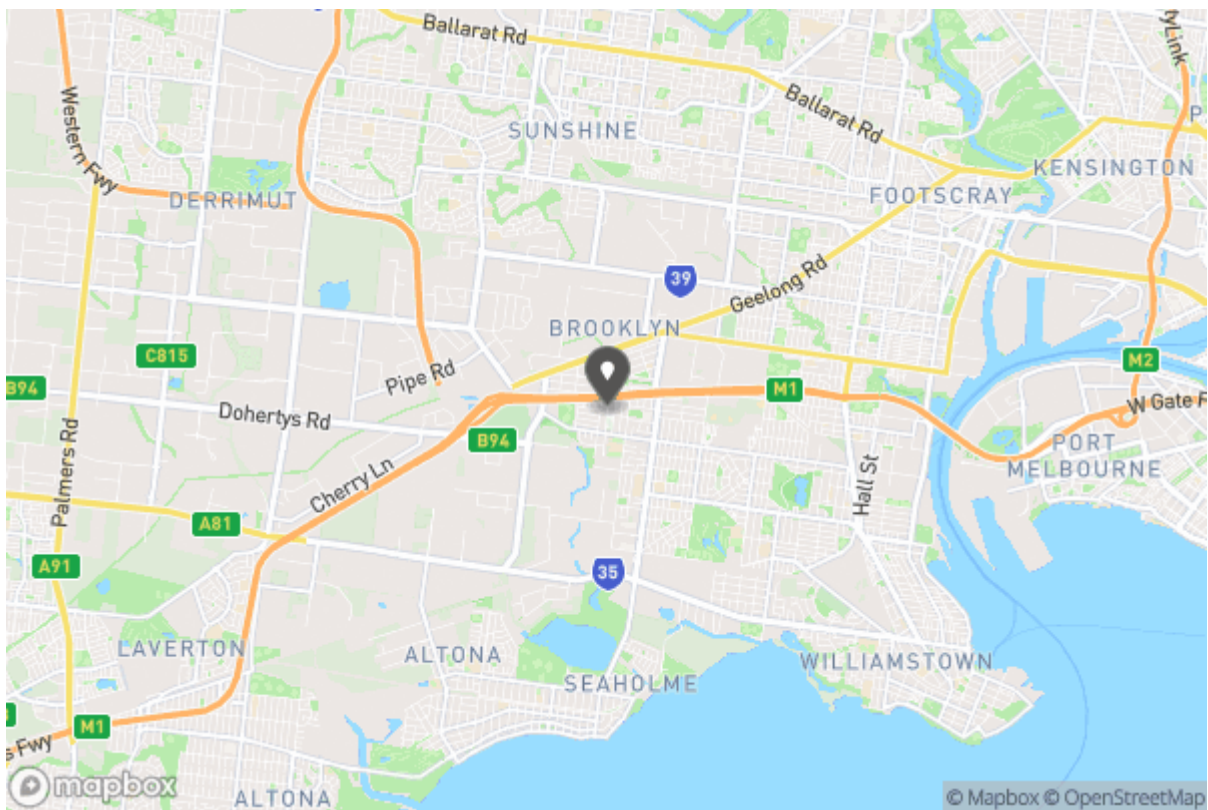 Ballarat Rd
Western Fwy
SUNSHINE
Ballarat Rd
KENSINGTON
DERRIMUT
FOOTSCRAY
39
Geelong Rd
BROOKLYN
C815
Pipe Rd
M2
B94
M1
Dohertys Rd
W Gate F
B94
PORT
MELBOURNE
Palmers Rd
Cherry Ln
Hall St
A81
A91
35
LAVERTON
ALTONA
WILLIAMSTOWN
SEAHOLME
M1
s Fwy
mapbox
ALTONA
© Mapbox © OpenStreetMap